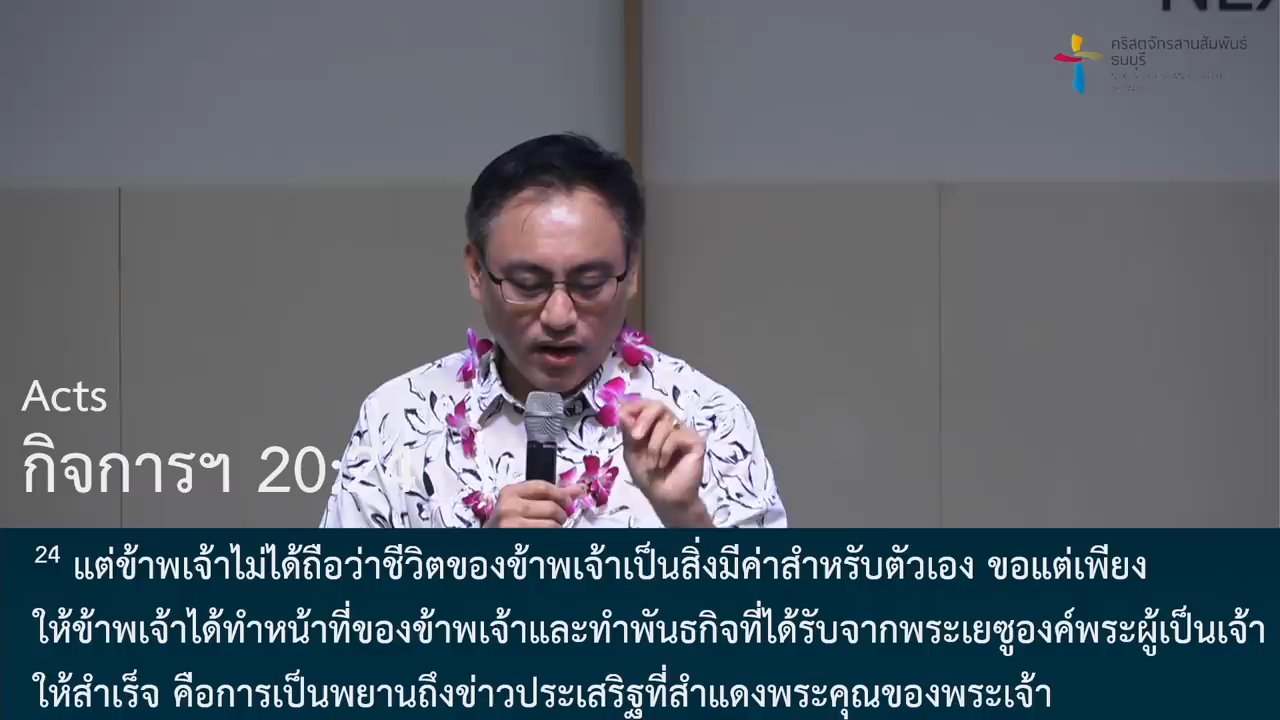 คริสตจักรสานสัมพันธ์
ธนบุรี
Acts
กิจการฯ 20:24
24 แต่ข้าพเจ้าไม่ได้ถือว่าชีวิตของข้าพเจ้าเป็นสิ่งมีค่าสำหรับตัวเอง ขอแต่เพียง
ให้ข้าพเจ้าได้ทำหน้าที่ของข้าพเจ้าและทำพันธกิจที่ได้รับจากพระเยซูองค์พระผู้เป็นเจ้า
ให้สำเร็จ คือการเป็นพยานถึงข่าวประเสริฐที่สำแดงพระคุณของพระเจ้า